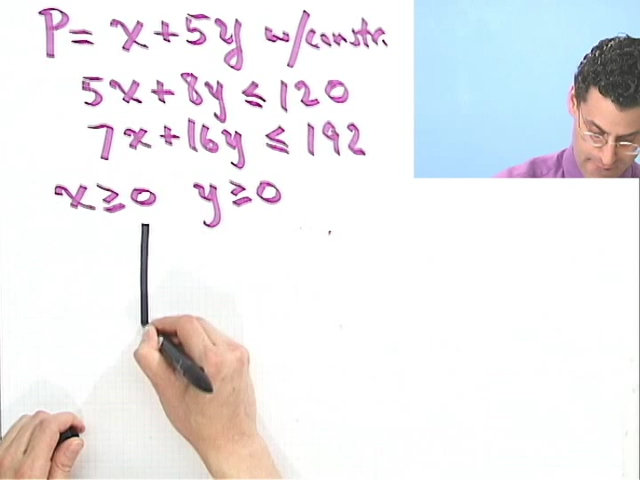 P = x + 5y w/constr.
5x + 8y ≤ 120
7x + 16y ≤ 192
x ≥ 0 y ≥ 0